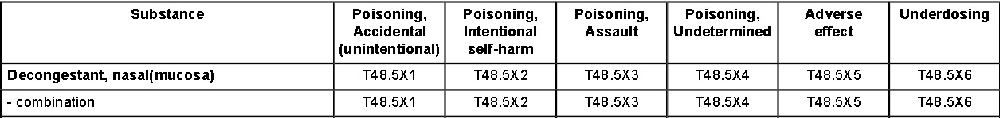 Substance
Poisoning, Accidental (unintentional)
Poisoning, Intentional self-harm
Poisoning, Assault
Poisoning, Undetermined
Adverse effect
Underdosing
Decongestant, nasal(mucosa) T48.5X1 T48.5X2 T48.5X3 T48.5X4 T48.5X5 T48.5X6
- combination T48.5X1 T48.5X2 T48.5X3 T48.5X4 T48.5X5 T48.5X6